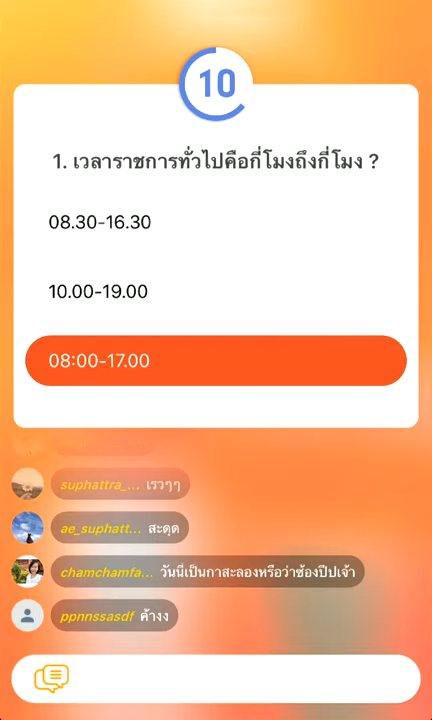 10
1. เวลาราชการทั่วไปคือกี่โมงถึงกี่โมง ?
08.30-16.30
10.00-19.00
08:00-17.00
suphattra_... เรวๆๆ
ae_suphatt... สะดุด
chamchamfa... วันนี้เป็นกาสะลองหรือว่าซ้องปีปเจ้า
ppnnssasdf ค้างง